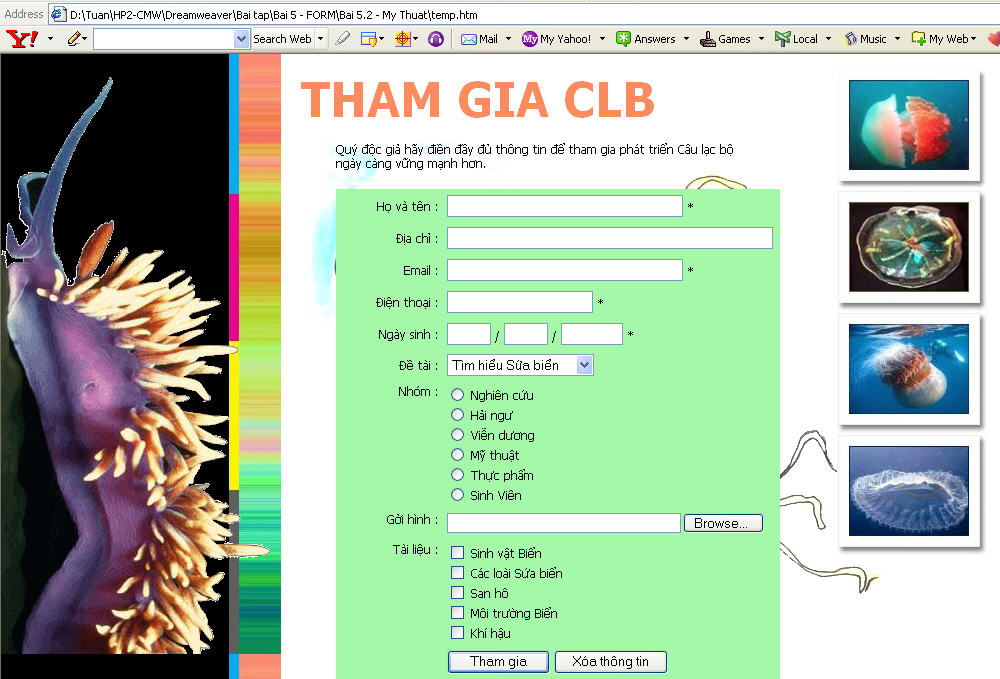 Address D:\Tuan\HP2-CMW\Dreamweaver\Bai tap\Bai 5 - FORM\Bai 5.2 - My Thuat\temp.htm
Y! Search Web Mail My Yahoo! Answers Games Local Music My Web
THAM GIA CLB
Quý độc giả hãy điền đầy đủ thông tin để tham gia phát triển Câu lạc bộ
ngày càng vững mạnh hơn.
Họ và tên : *
Địa chỉ :
Email : *
Điện thoại : *
Ngày sinh : / / *
Đề tài : Tìm hiểu Sứa biển
Nhóm : Nghiên cứu
Hải ngư
Viễn dương
Mỹ thuật
Thực phẩm
Sinh Viên
Gởi hình : Browse...
Tài liệu : Sinh vật Biển
Các loài Sứa biển
San hô
Môi trường Biển
Khí hậu
Tham gia Xóa thông tin